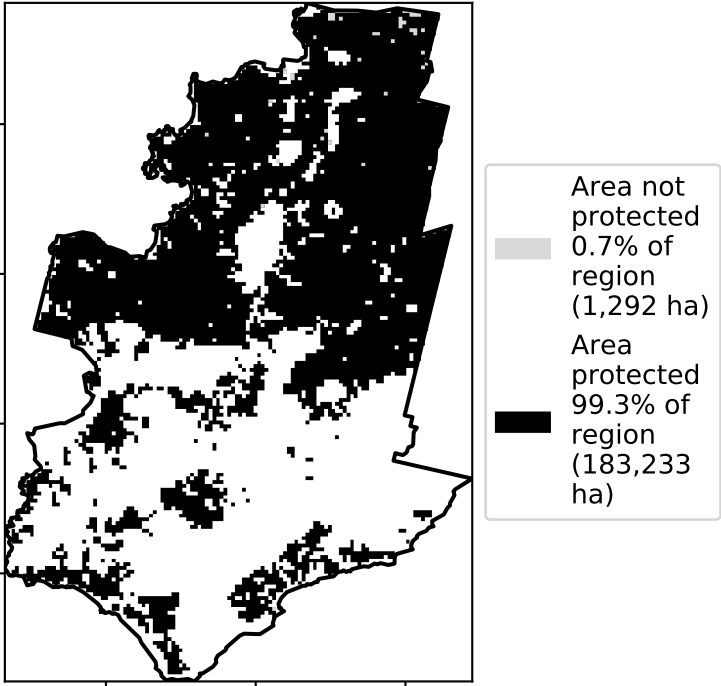 Area not
protected
0.7% of
region
(1,292 ha)
Area
protected
99.3% of
region
(183,233
ha)